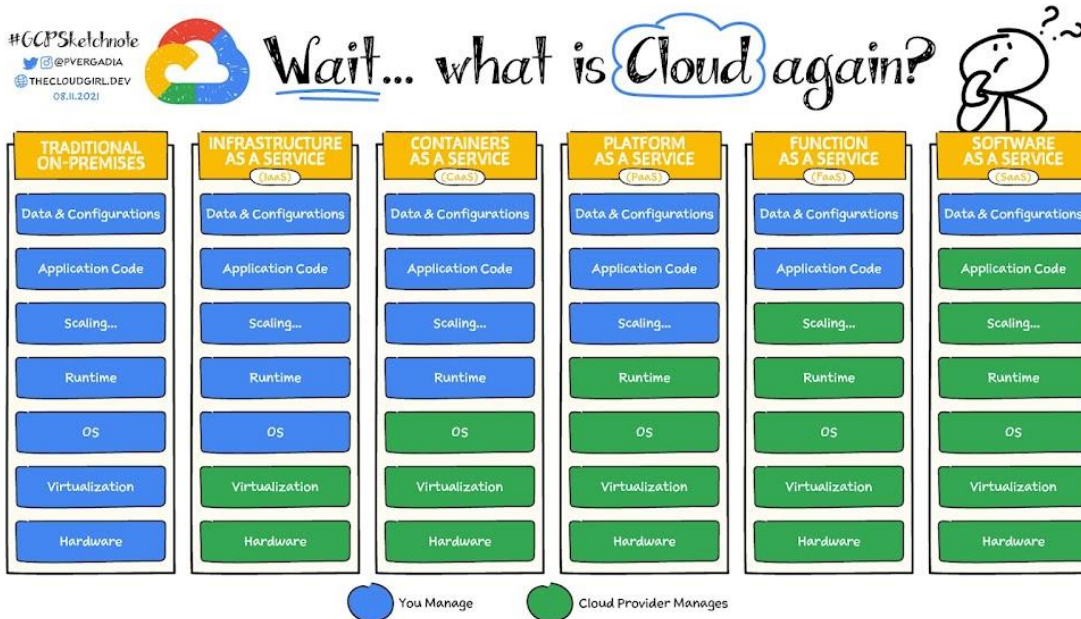 #GCPSketchnote
@PVERGADIA
THECLOUDGIRL.DEV
08.11.2021
Wait... what is Cloud again?
? ? ?
TRADITIONAL
ON-PREMISES
Data & Configurations
Application Code
Scaling...
Runtime
OS
Virtualization
Hardware
INFRASTRUCTURE
AS A SERVICE
(IaaS)
Data & Configurations
Application Code
Scaling...
Runtime
OS
Virtualization
Hardware
CONTAINERS
AS A SERVICE
(CaaS)
Data & Configurations
Application Code
Scaling...
Runtime
OS
Virtualization
Hardware
PLATFORM
AS A SERVICE
(PaaS)
Data & Configurations
Application Code
Scaling...
Runtime
OS
Virtualization
Hardware
FUNCTION
AS A SERVICE
(FaaS)
Data & Configurations
Application Code
Scaling...
Runtime
OS
Virtualization
Hardware
SOFTWARE
AS A SERVICE
(SaaS)
Data & Configurations
Application Code
Scaling...
Runtime
OS
Virtualization
Hardware
You Manage
Cloud Provider Manages